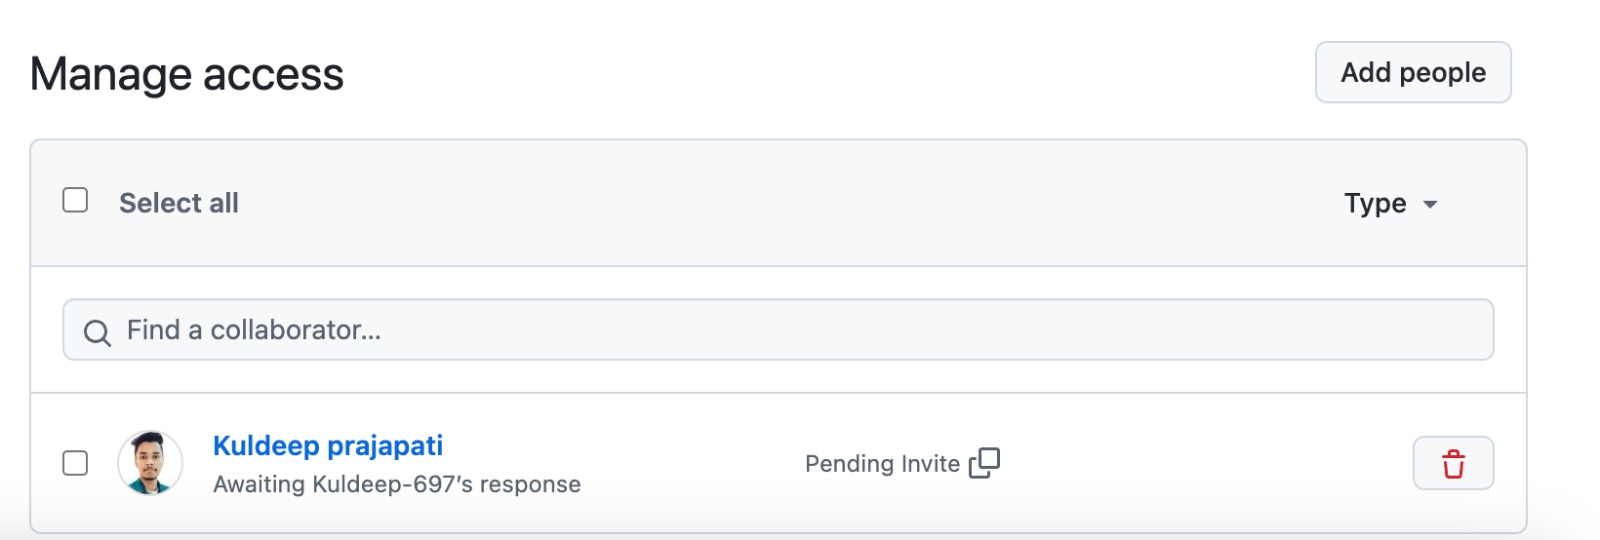 Manage access
Add people
Select all
Type
Find a collaborator...
Kuldeep prajapati
Awaiting Kuldeep-697’s response
Pending Invite